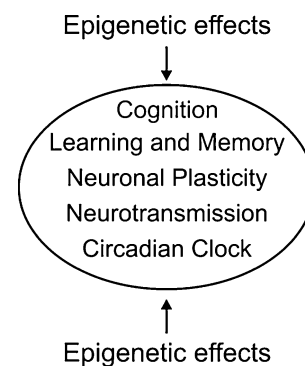 Epigenetic effects
Cognition
Learning and Memory
Neuronal Plasticity
Neurotransmission
Circadian Clock
Epigenetic effects